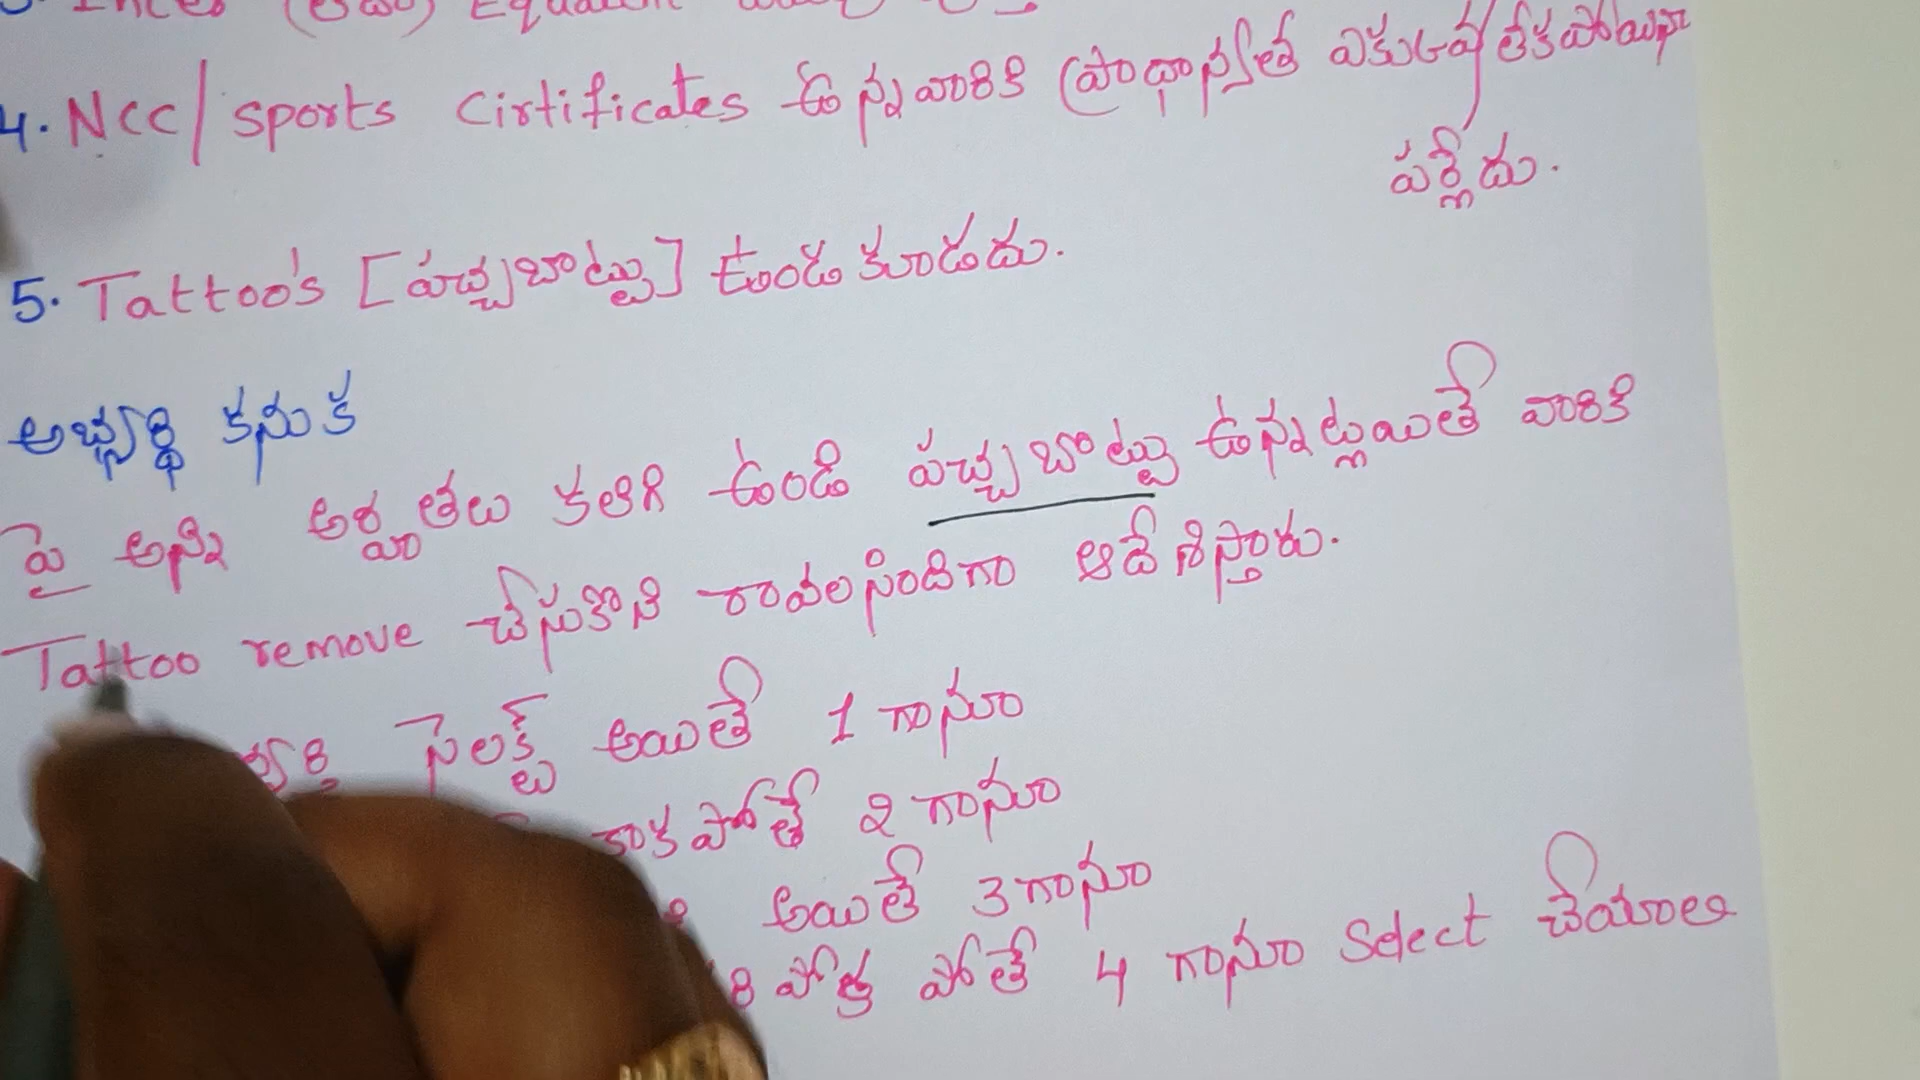 4. NCC/ sports Cirtificates ఉన్నవారికి ప్రాధాన్యత ఎక్కువ/లేకపోయినా
పర్లేదు.
5. Tattoo's [పచ్చబొట్టు] ఉండకూడదు.
అభ్యర్థి కనుక
పై అన్ని అర్హతలు కలిగి ఉండి పచ్చబొట్టు ఉన్నట్లయితే వారికి
Tattoo remove చేసుకొని రావలసిందిగా ఆదేశిస్తారు.
సెలక్ట్ అయితే 1 గాను
కాకపోతే 2 గాను
అయితే 3 గాను
పోతే 4 గాను Select చేయాలి